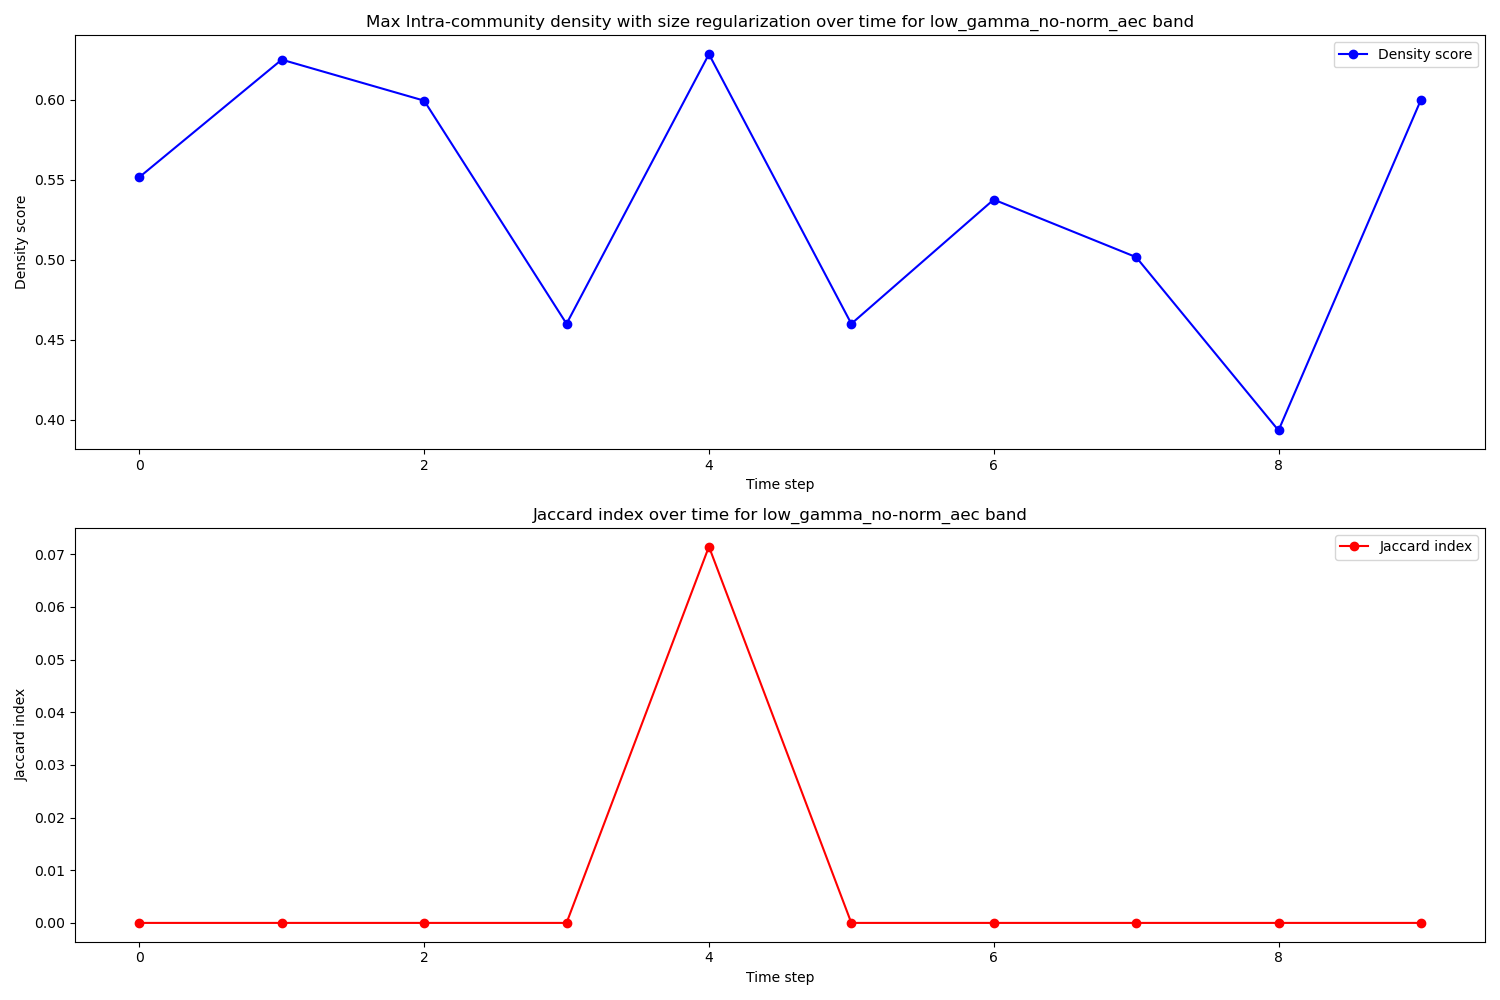 Max Intra-community density with size regularization over time for low_gamma_no-norm_aec band
Density score
0.60
0.55
0.50
0.45
0.40
Density score
0 2 4 6 8
Time step
Jaccard index over time for low_gamma_no-norm_aec band
Jaccard index
0.07
0.06
0.05
0.04
0.03
0.02
0.01
0.00
Jaccard index
0 2 4 6 8
Time step